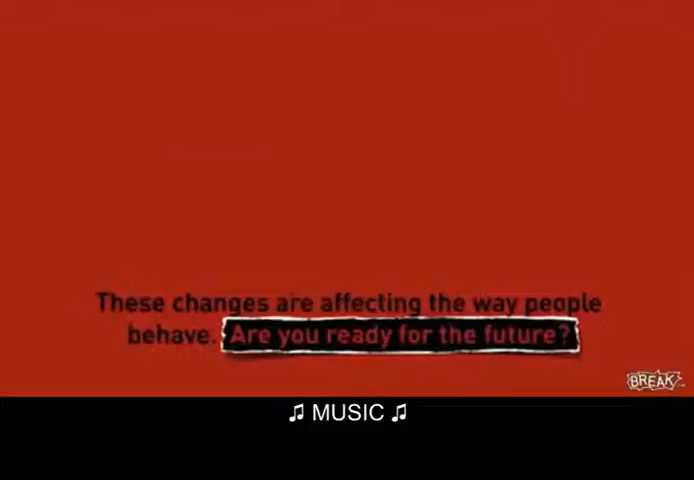 These changes are affecting the way people
behave. Are you ready for the future?
BREAK
♫ MUSIC ♫